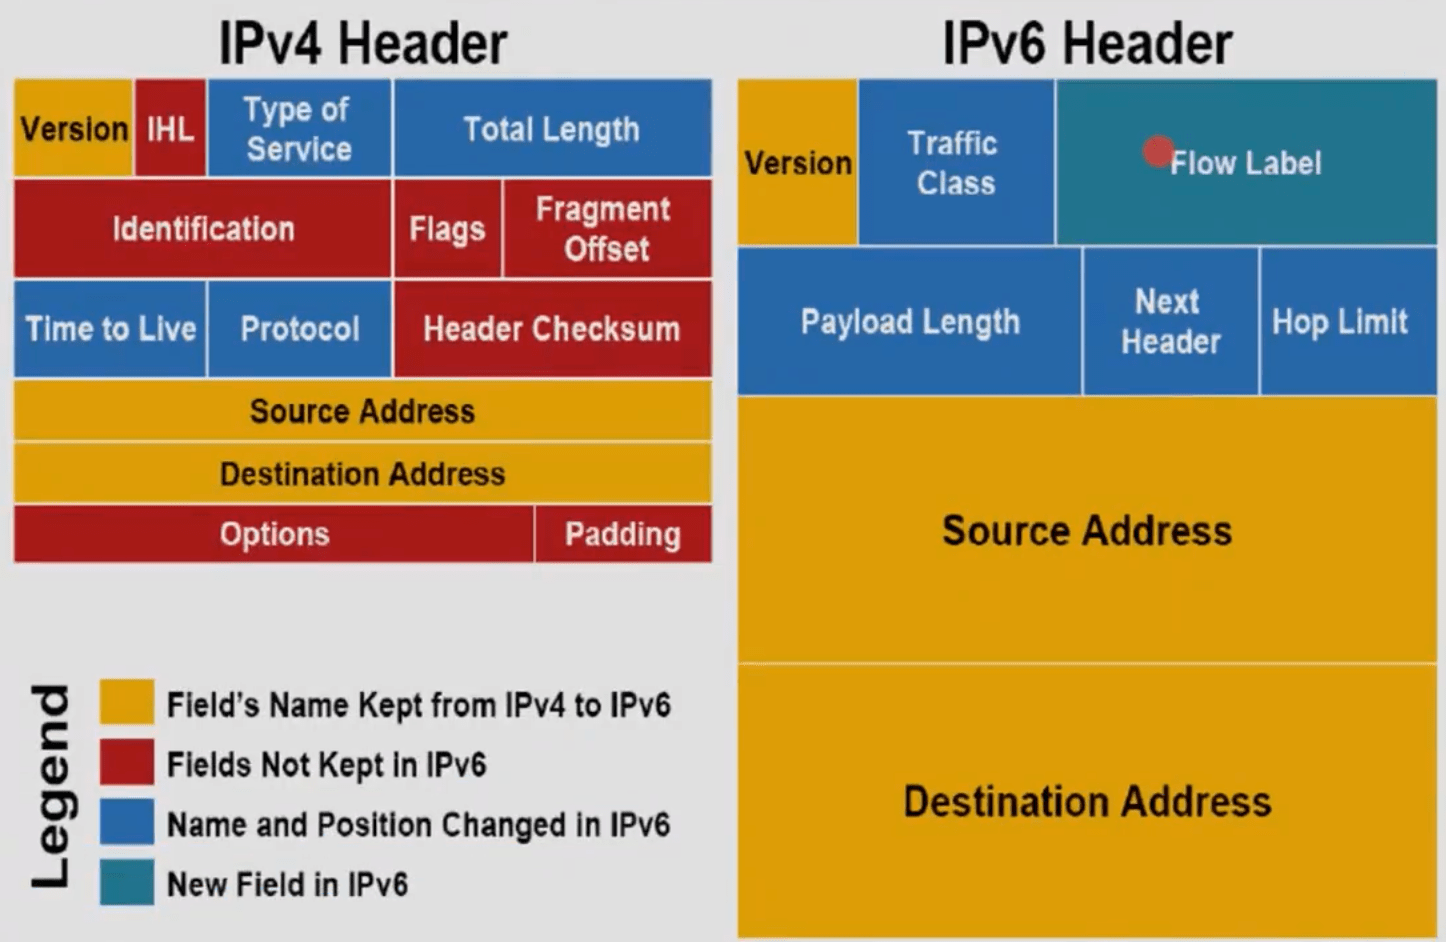 IPv4 Header
Version
IHL
Type of
Service
Total Length
Identification
Flags
Fragment
Offset
Time to Live
Protocol
Header Checksum
Source Address
Destination Address
Options
Padding
Legend
Field's Name Kept from IPv4 to IPv6
Fields Not Kept in IPv6
Name and Position Changed in IPv6
New Field in IPv6
IPv6 Header
Version
Traffic
Class
Flow Label
Payload Length
Next
Header
Hop Limit
Source Address
Destination Address